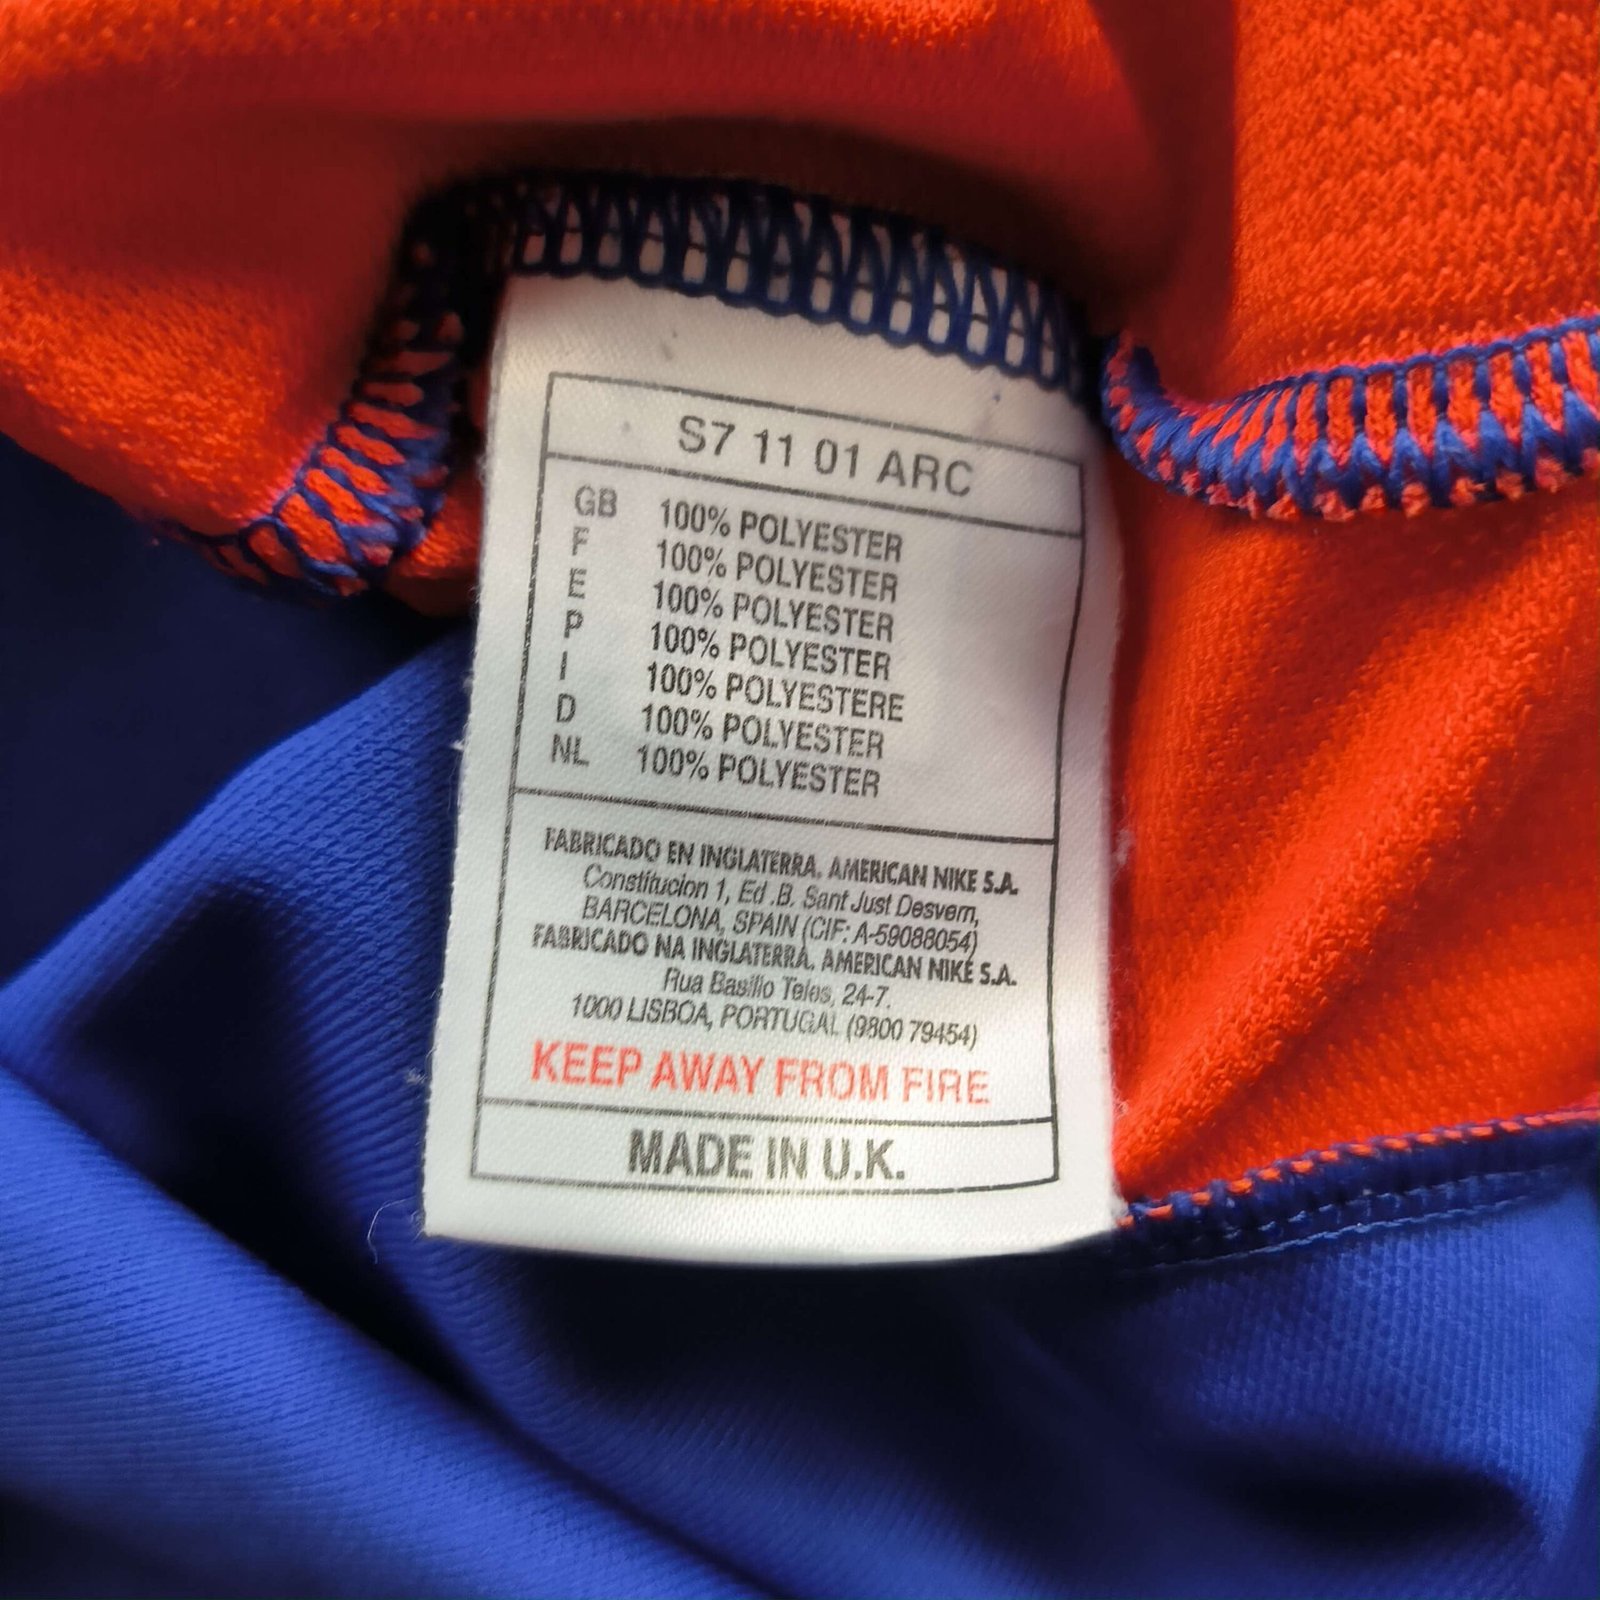 S7 11 01 ARC
GB 100% POLYESTER
F 100% POLYESTER
E 100% POLYESTER
P 100% POLYESTER
I 100% POLYESTERE
D 100% POLYESTER
NL 100% POLYESTER
FABRICADO EN INGLATERRA. AMERICAN NIKE S.A.
Constitucion 1, Ed .B. Sant Just Desvern,
BARCELONA, SPAIN (CIF: A-59088054)
FABRICADO NA INGLATERRA. AMERICAN NIKE S.A.
Rua Basilio Teles, 24-7.
1000 LISBOA, PORTUGAL (9800 79454)
KEEP AWAY FROM FIRE
MADE IN U.K.